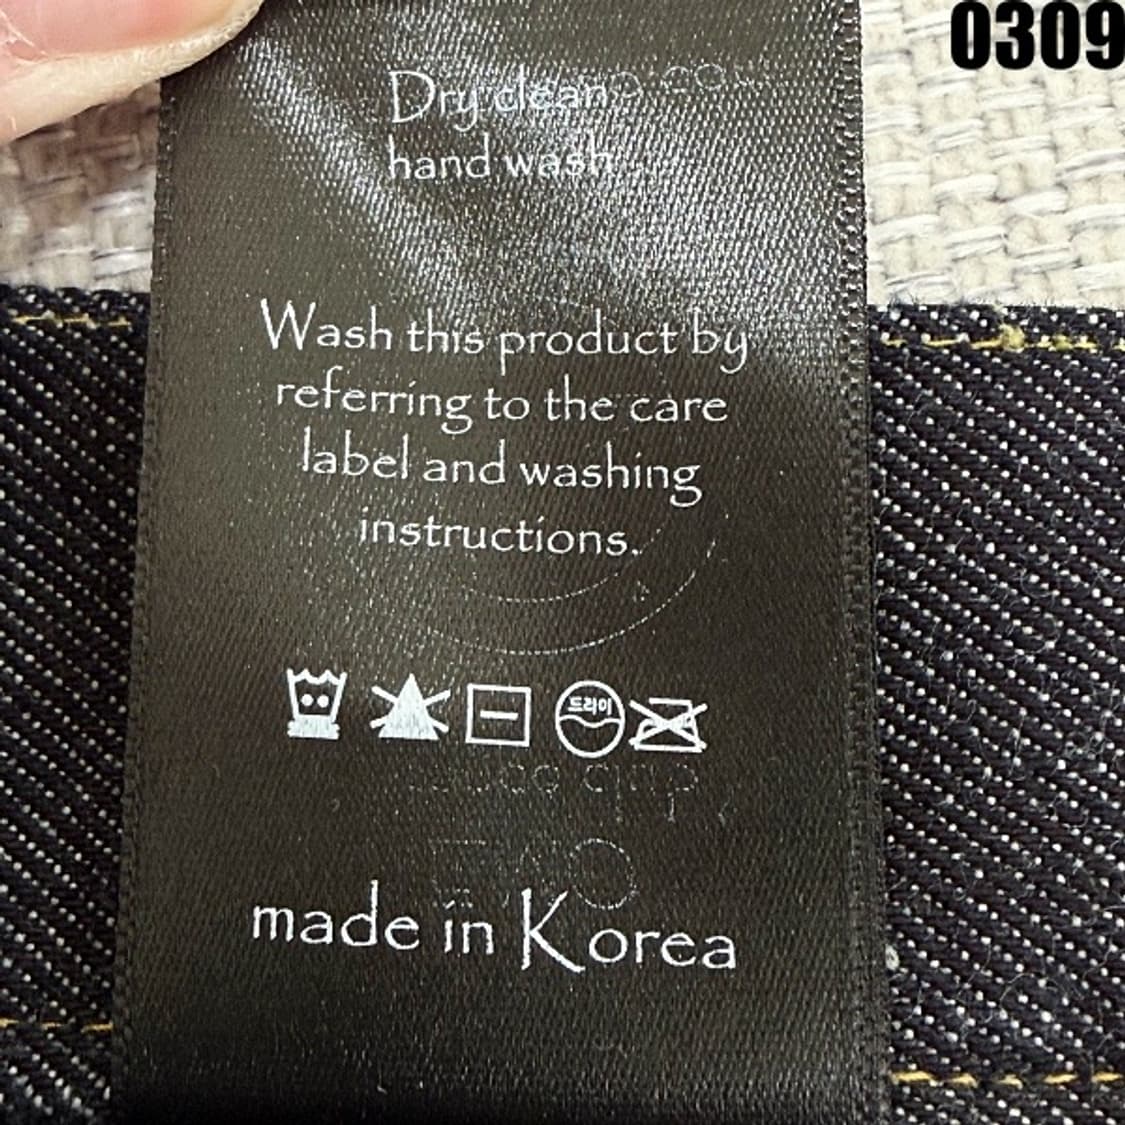 0309
Dry clean
hand wash
Wash this product by
referring to the care
label and washing
instructions.
드라이
made in Korea